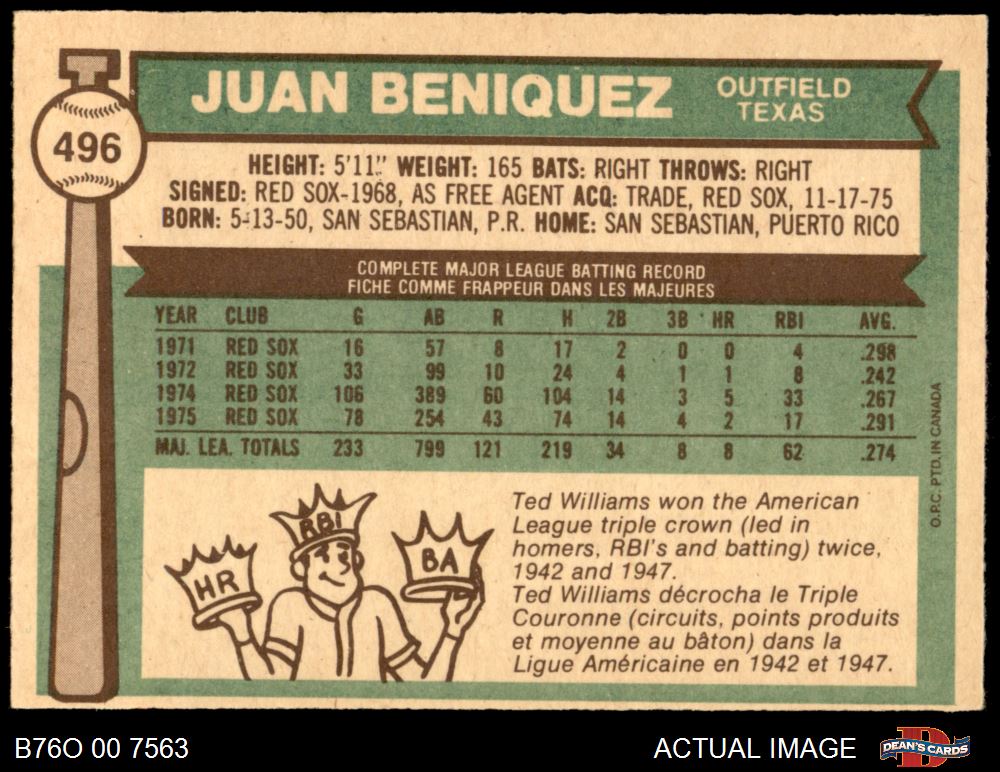 JUAN BENIQUEZ
OUTFIELD
TEXAS
496
HEIGHT: 5'11" WEIGHT: 165 BATS: RIGHT THROWS: RIGHT
SIGNED: RED SOX-1968, AS FREE AGENT ACQ: TRADE, RED SOX, 11-17-75
BORN: 5-13-50, SAN SEBASTIAN, P.R. HOME: SAN SEBASTIAN, PUERTO RICO
COMPLETE MAJOR LEAGUE BATTING RECORD
FICHE COMME FRAPPEUR DANS LES MAJEURES
YEAR CLUB G AB R H 2B 3B HR RBI AVG.
1971 RED SOX 16 57 8 17 2 0 0 4 .298
1972 RED SOX 33 99 10 24 4 1 1 8 .242
1974 RED SOX 106 389 60 104 14 3 5 33 .267
1975 RED SOX 78 254 43 74 14 4 2 17 .291
MAJ. LEA. TOTALS 233 799 121 219 34 8 8 62 .274
O.P.C. PTD. IN CANADA
HR
RBI
BA
Ted Williams won the American
League triple crown (led in
homers, RBI's and batting) twice,
1942 and 1947.
Ted Williams décrocha le Triple
Couronne (circuits, points produits
et moyenne au bâton) dans la
Ligue Américaine en 1942 et 1947.
B76O 00 7563
ACTUAL IMAGE
DEAN'S CARDS